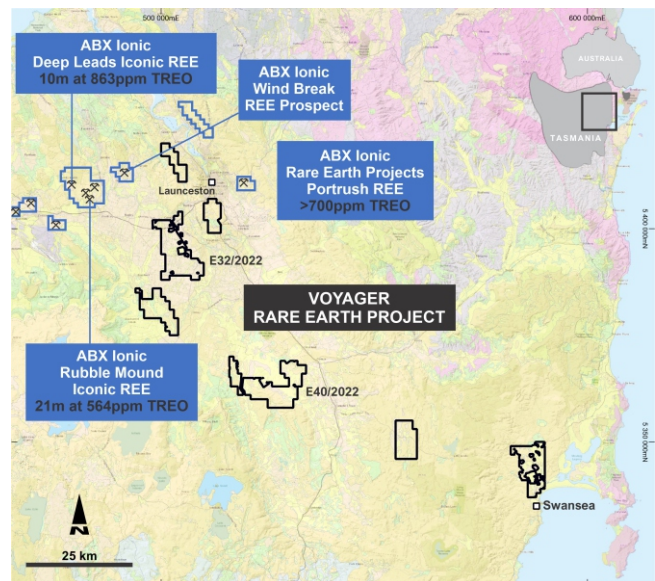 500 000mE
600 000mE
ABX Ionic
Deep Leads Iconic REE
10m at 863ppm TREO
ABX Ionic
Wind Break
REE Prospect
AUSTRALIA
TASMANIA
ABX Ionic
Rare Earth Projects
Portrush REE
>700ppm TREO
Launceston
5 400 000mN
E32/2022
VOYAGER
RARE EARTH PROJECT
ABX Ionic
Rubble Mound
Iconic REE
21m at 564ppm TREO
E40/2022
5 350 000mN
Swansea
N
25 km